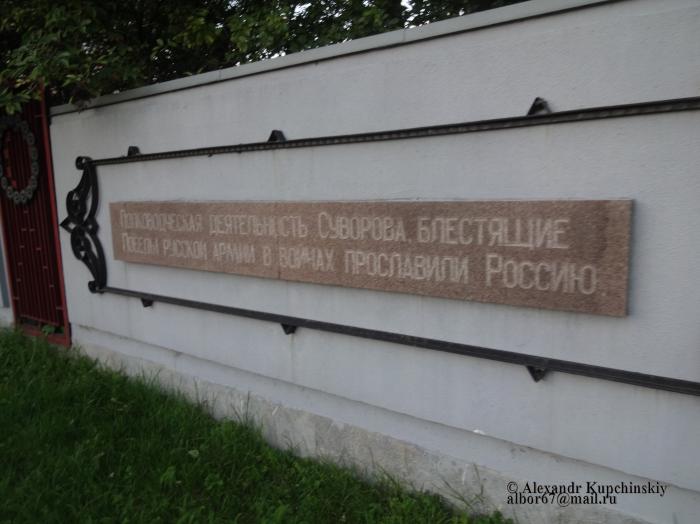 Полководческая деятельность Суворова, блестящие
Победы русской армии в войнах прославили Россию
© Alexandr Kupchinskiy
albor67@mail.ru